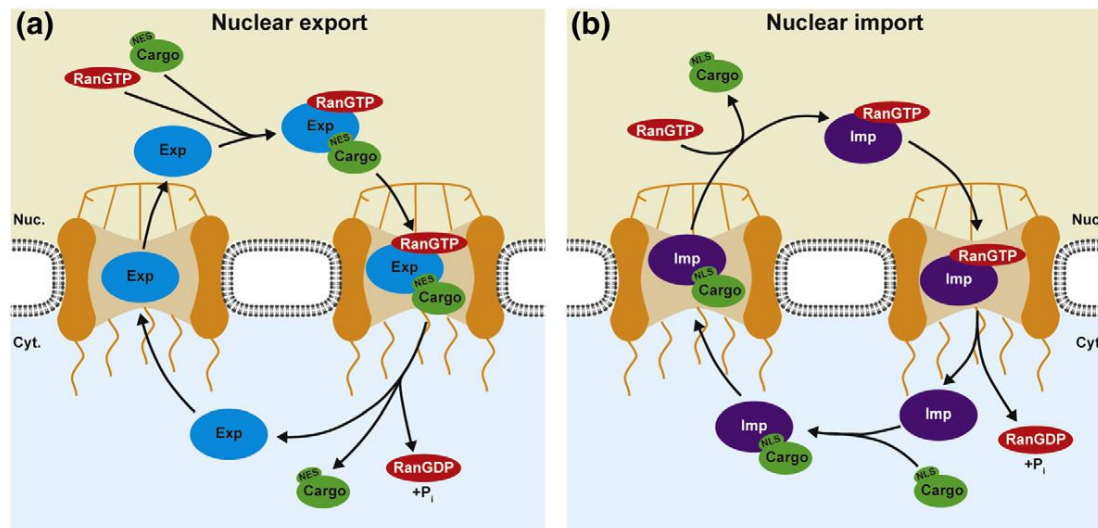 (a)
Nuclear export
NES
Cargo
RanGTP
Exp
RanGTP
Exp
NES
Cargo
Nuc.
Cyt.
Exp
RanGTP
Exp
NES
Cargo
Exp
NES
Cargo
RanGDP
+Pi
(b)
Nuclear import
NLS
Cargo
RanGTP
RanGTP
Imp
Nuc
Cyt
Imp
NLS
Cargo
RanGTP
Imp
Imp
NLS
Cargo
Imp
NLS
Cargo
RanGDP
+Pi